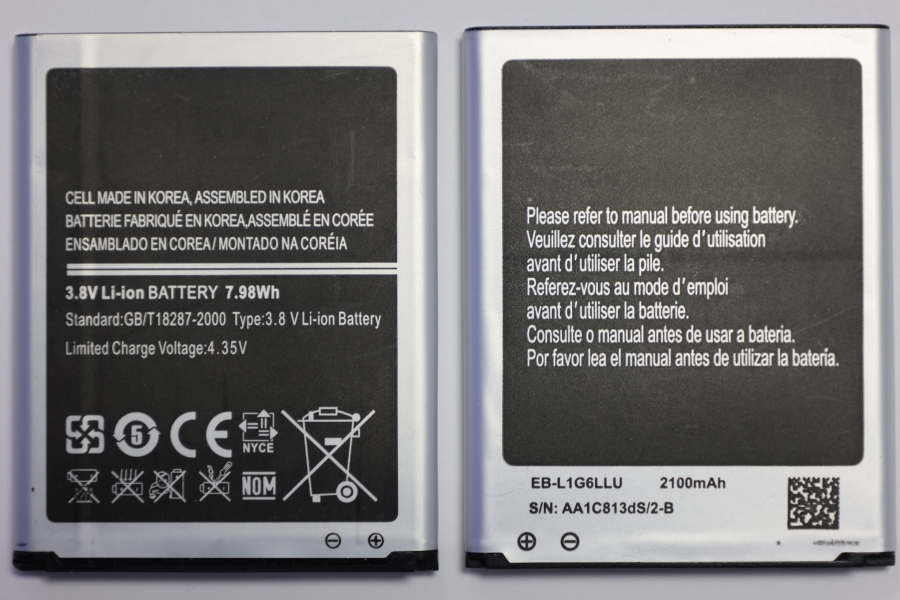 CELL MADE IN KOREA, ASSEMBLED IN KOREA
BATTERIE FABRIQUÉ EN KOREA,ASSEMBLÉ EN CORÉE
ENSAMBLADO EN COREA / MONTADO NA CORÉIA
3.8V Li-ion BATTERY 7.98Wh
Standard:GB/T18287-2000 Type:3.8 V Li-ion Battery
Limited Charge Voltage:4.35V
5
CE
NYCE
NOM
Please refer to manual before using battery.
Veuillez consulter le guide d'utilisation
avant d'utiliser la pile.
Referez-vous au mode d'emploi
avant d'utiliser la batterie.
Consulte o manual antes de usar a bateria.
Por favor lea el manual antes de utilizar la batería.
EB-L1G6LLU 2100mAh
S/N: AA1C813dS/2-B